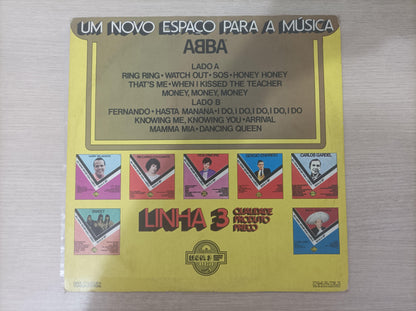 UM NOVO ESPAÇO PARA A MÚSICA
ABBA
LADO A
RING RING • WATCH OUT • SOS • HONEY HONEY
THAT'S ME • WHEN I KISSED THE TEACHER
MONEY, MONEY, MONEY
LADO B
FERNANDO • HASTA MAÑANA • I DO, I DO, I DO, I DO
KNOWING ME, KNOWING YOU • ARRIVAL
MAMMA MIA • DANCING QUEEN
CARLOS GARDEL
SWEET
LINHA 3
QUALIDADE
PRODUTO
PREÇO